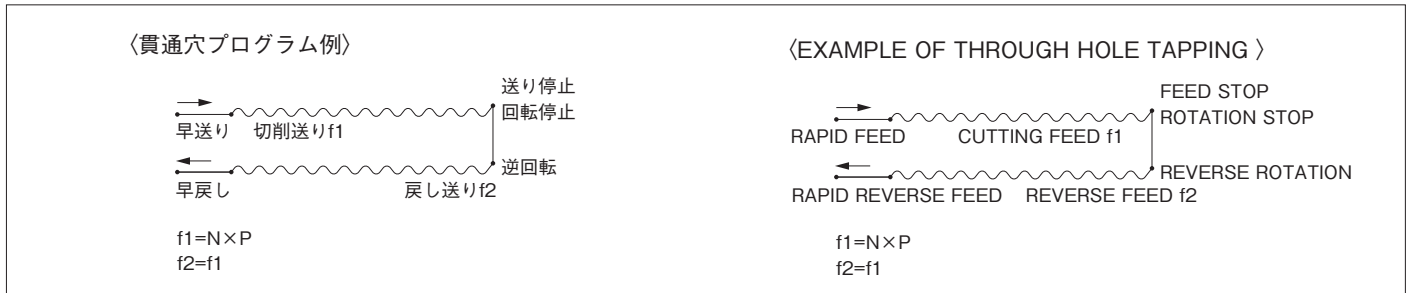 〈貫通穴プログラム例〉
送り停止
回転停止
早送り 切削送りf1
逆回転
早戻し 戻し送りf2
f1=N×P
f2=f1
〈EXAMPLE OF THROUGH HOLE TAPPING 〉
FEED STOP
ROTATION STOP
RAPID FEED CUTTING FEED f1
REVERSE ROTATION
RAPID REVERSE FEED REVERSE FEED f2
f1=N×P
f2=f1